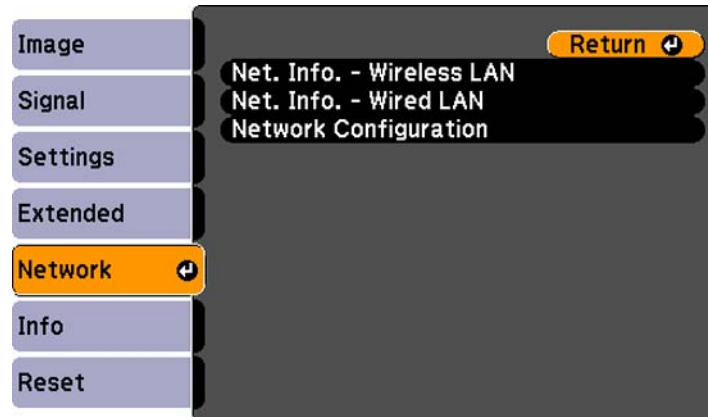 Image
Signal
Settings
Extended
Network
Info
Reset
Return
Net. Info. - Wireless LAN
Net. Info. - Wired LAN
Network Configuration